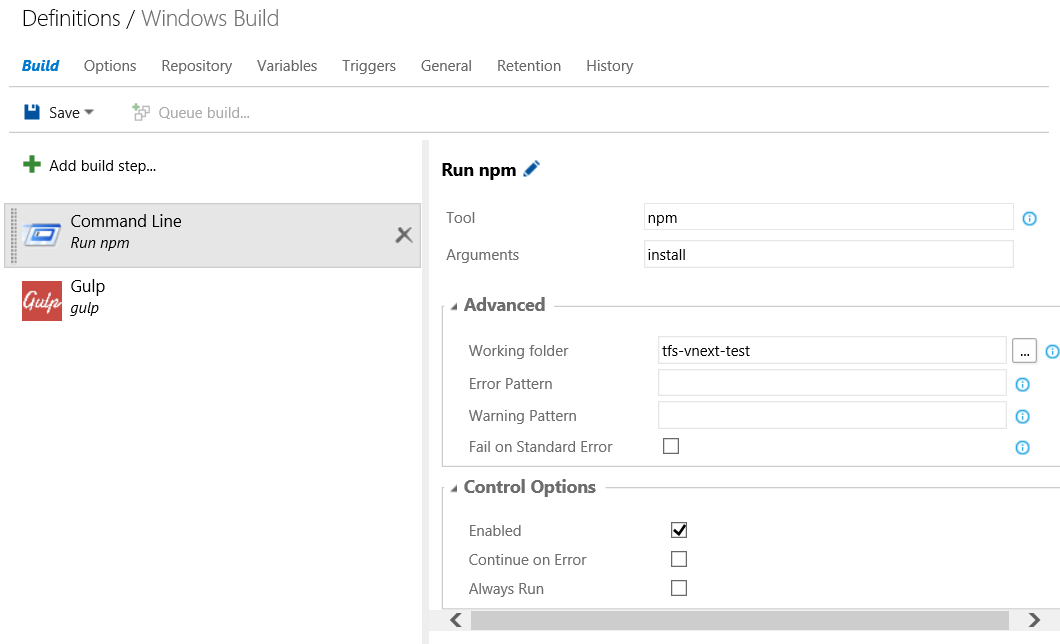 Definitions / Windows Build
Build Options Repository Variables Triggers General Retention History
Save Queue build...
Add build step...
Command Line
Run npm
Gulp
Gulp
gulp
Run npm
Tool npm
Arguments install
Advanced
Working folder tfs-vnext-test ...
Error Pattern
Warning Pattern
Fail on Standard Error
Control Options
Enabled
Continue on Error
Always Run